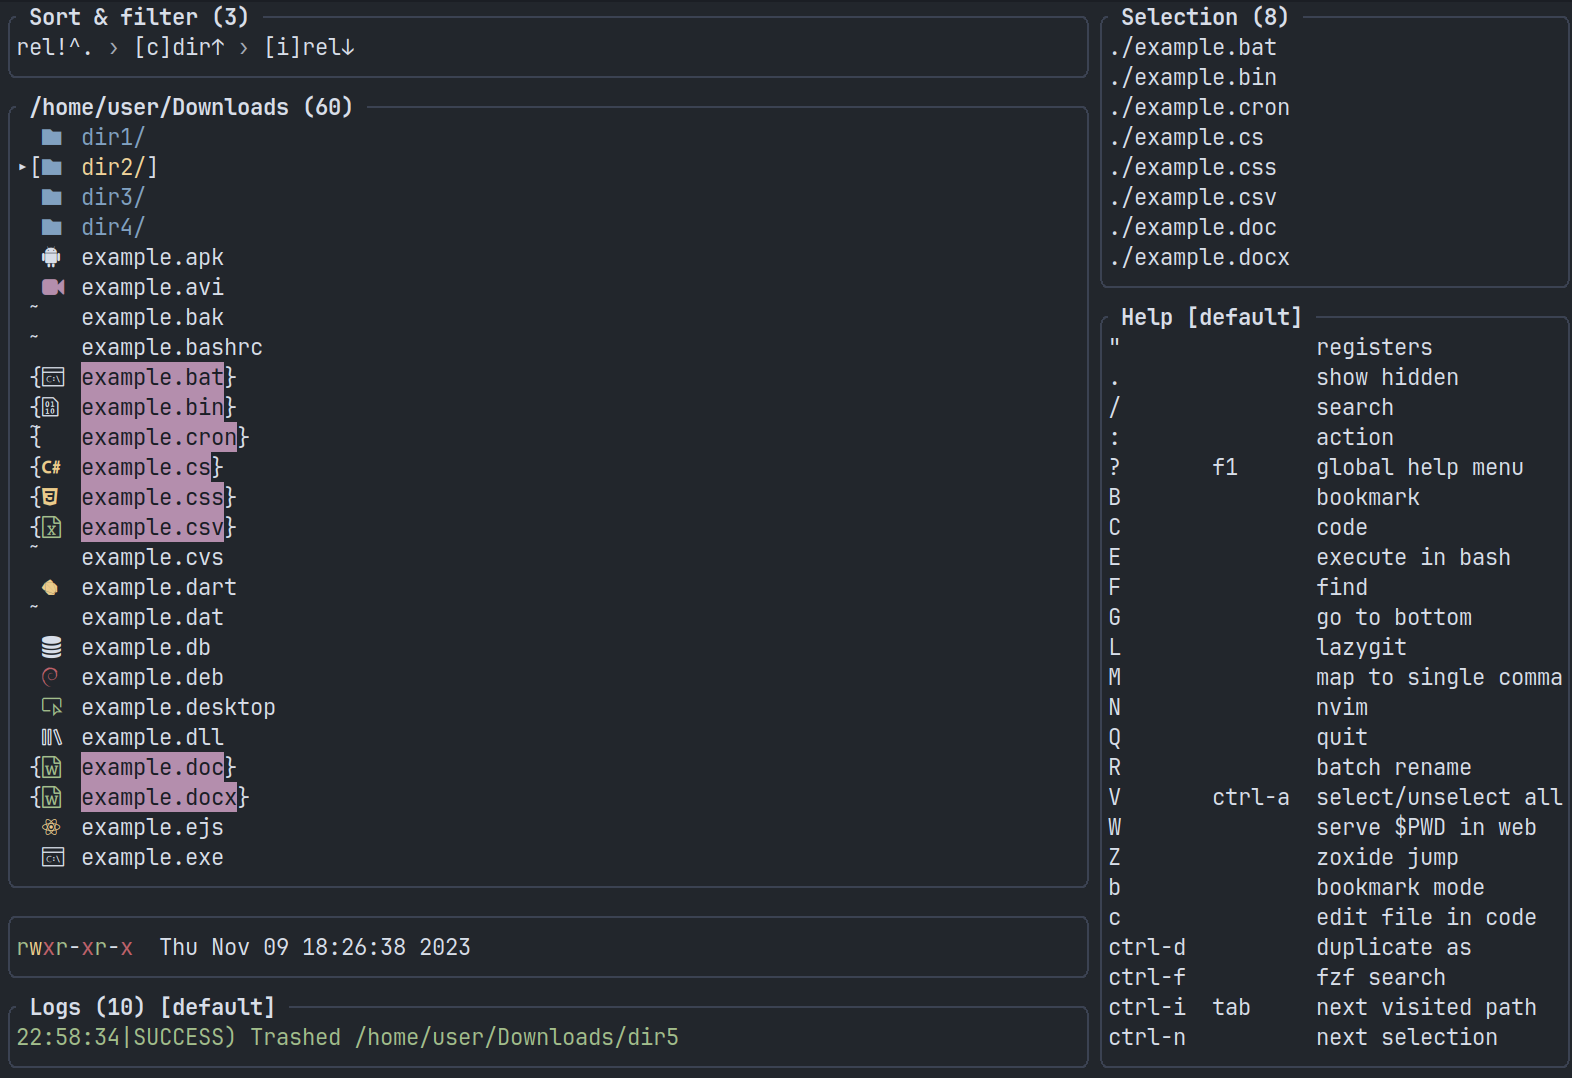 Sort & filter (3)
rel!^. › [c]dir↑ › [i]rel↓
/home/user/Downloads (60)
dir1/
▸[ dir2/]
dir3/
dir4/
example.apk
example.avi
~ example.bak
~ example.bashrc
{ example.bat}
{ example.bin}
{~ example.cron}
{C# example.cs}
{ example.css}
{ example.csv}
~ example.cvs
example.dart
~ example.dat
example.db
example.deb
example.desktop
example.dll
{ example.doc}
{ example.docx}
example.ejs
example.exe
rwxr-xr-x Thu Nov 09 18:26:38 2023
Logs (10) [default]
22:58:34|SUCCESS) Trashed /home/user/Downloads/dir5
Selection (8)
./example.bat
./example.bin
./example.cron
./example.cs
./example.css
./example.csv
./example.doc
./example.docx
Help [default]
" registers
. show hidden
/ search
: action
? f1 global help menu
B bookmark
C code
E execute in bash
F find
G go to bottom
L lazygit
M map to single comma
N nvim
Q quit
R batch rename
V ctrl-a select/unselect all
W serve $PWD in web
Z zoxide jump
b bookmark mode
c edit file in code
ctrl-d duplicate as
ctrl-f fzf search
ctrl-i tab next visited path
ctrl-n next selection